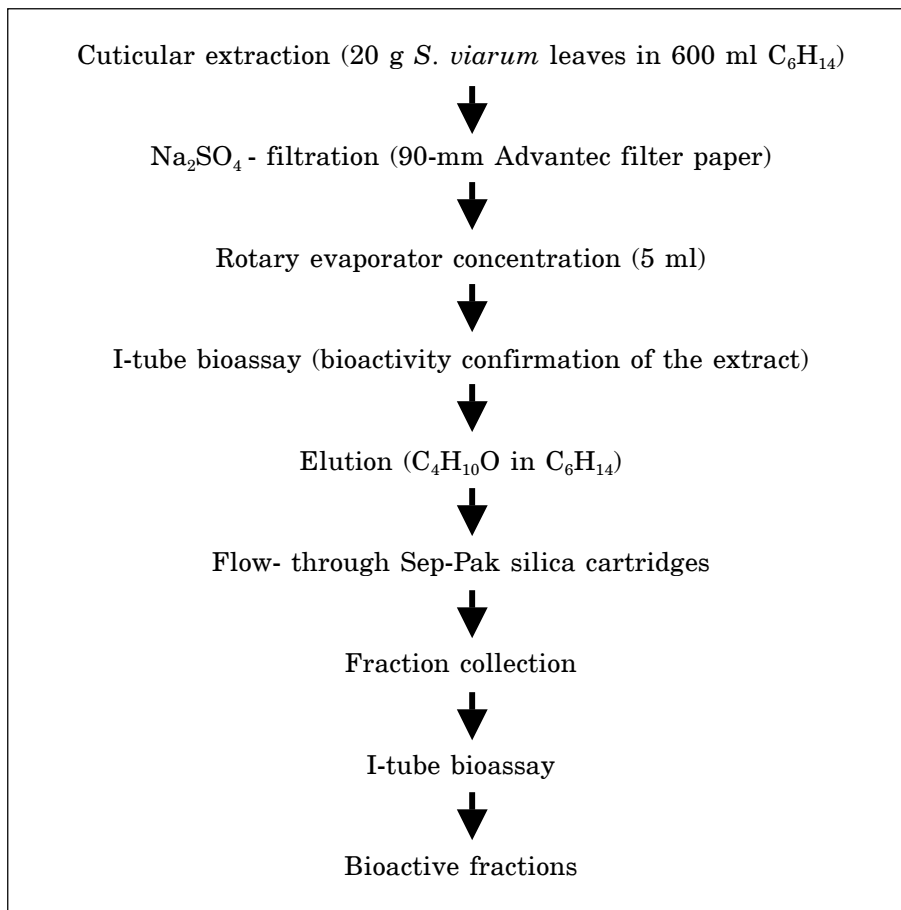 Cuticular extraction (20 g S. viarum leaves in 600 ml C₆H₁₄)
Na₂SO₄ - filtration (90-mm Advantec filter paper)
Rotary evaporator concentration (5 ml)
I-tube bioassay (bioactivity confirmation of the extract)
Elution (C₄H₁₀O in C₆H₁₄)
Flow- through Sep-Pak silica cartridges
Fraction collection
I-tube bioassay
Bioactive fractions